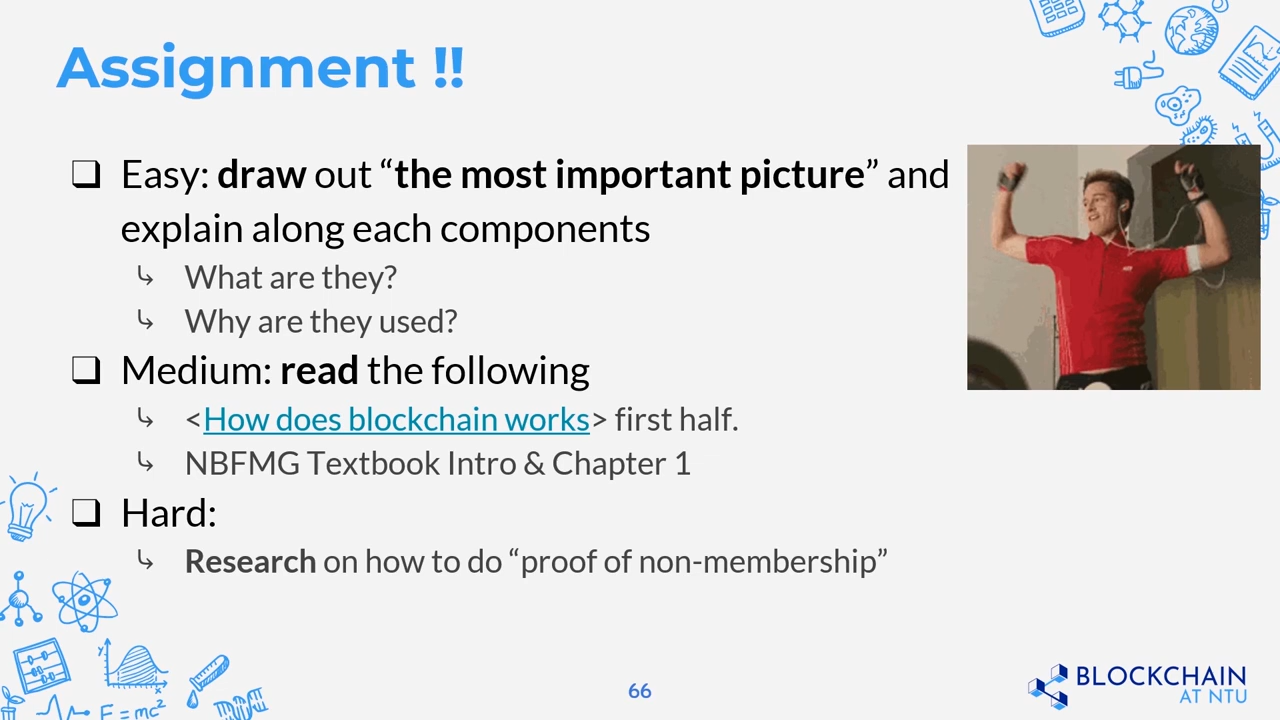 Assignment !!
Easy: draw out “the most important picture” and
explain along each components
What are they?
Why are they used?
Medium: read the following
<How does blockchain works> first half.
NBFMG Textbook Intro & Chapter 1
Hard:
Research on how to do “proof of non-membership”
y
x
E=mc²
66
BLOCKCHAIN
AT NTU